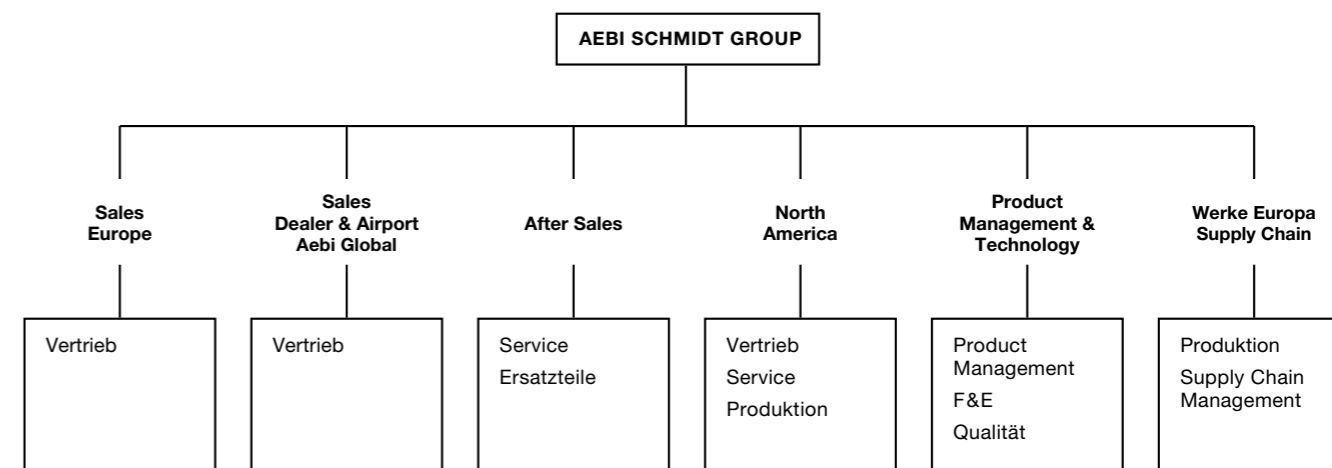 AEBI SCHMIDT GROUP
Sales
Europe
Sales
Dealer & Airport
Aebi Global
After Sales
North
America
Product
Management &
Technology
Werke Europa
Supply Chain
Vertrieb
Vertrieb
Service
Ersatzteile
Vertrieb
Service
Produktion
Product
Management
F&E
Qualität
Produktion
Supply Chain
Management